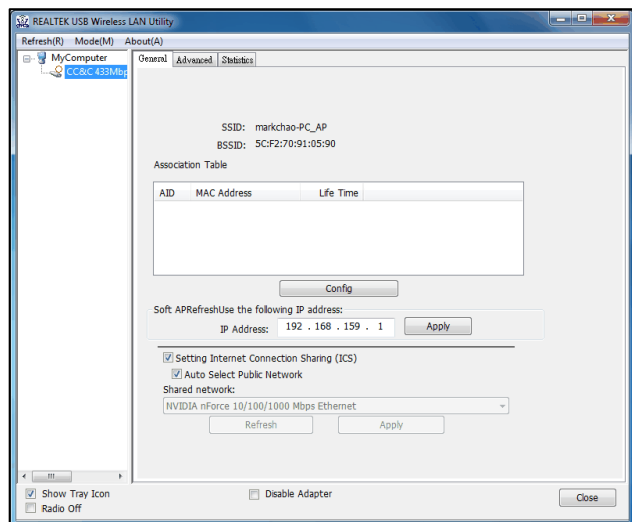 REALTEK USB Wireless LAN Utility
Refresh(R) Mode(M) About(A)
MyComputer
CC&C 433Mbp
General Advanced Statistics
SSID: markchao-PC_AP
BSSID: 5C:F2:70:91:05:90
Association Table
AID MAC Address Life Time
Config
Soft APRefreshUse the following IP address:
IP Address: 192 . 168 . 159 . 1 Apply
Setting Internet Connection Sharing (ICS)
Auto Select Public Network
Shared network:
NVIDIA nForce 10/100/1000 Mbps Ethernet
Refresh Apply
Show Tray Icon Disable Adapter Close
Radio Off